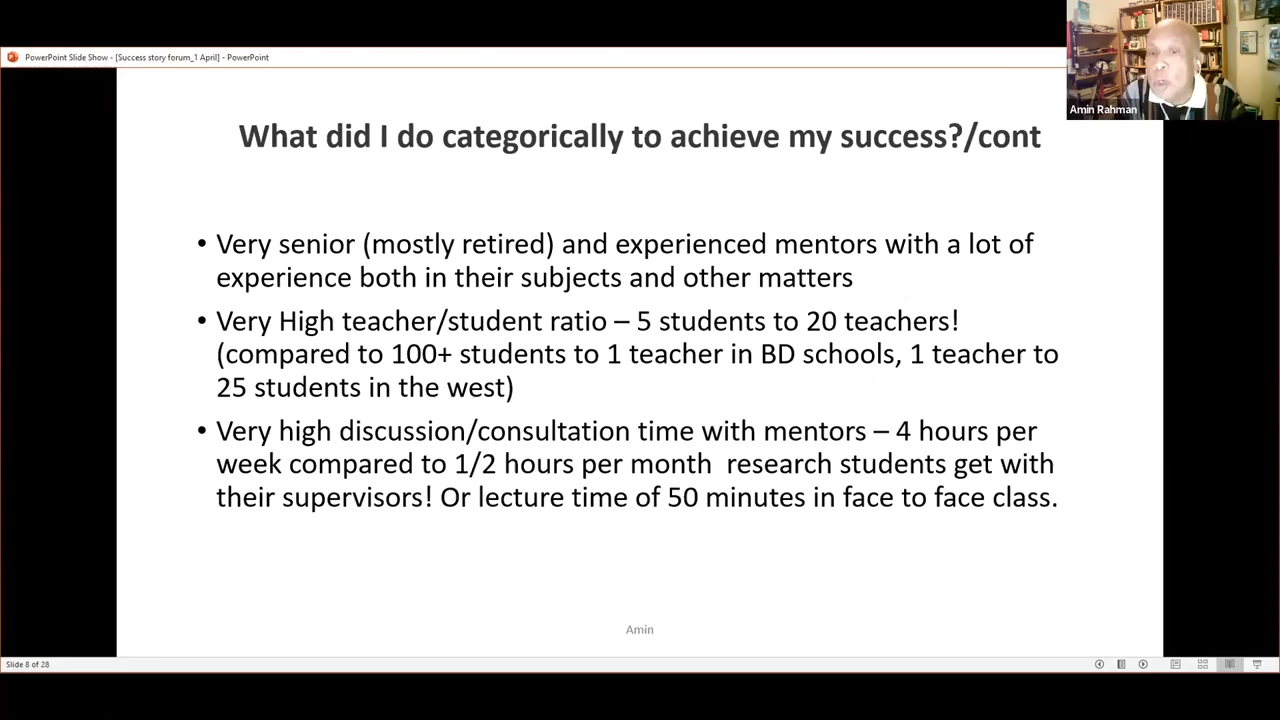 PowerPoint Slide Show - [Success story forum_1 April] - PowerPoint
Amin Rahman
What did I do categorically to achieve my success?/cont
• Very senior (mostly retired) and experienced mentors with a lot of
experience both in their subjects and other matters
• Very High teacher/student ratio – 5 students to 20 teachers!
(compared to 100+ students to 1 teacher in BD schools, 1 teacher to
25 students in the west)
• Very high discussion/consultation time with mentors – 4 hours per
week compared to 1/2 hours per month  research students get with
their supervisors! Or lecture time of 50 minutes in face to face class.
Amin
Slide 8 of 28